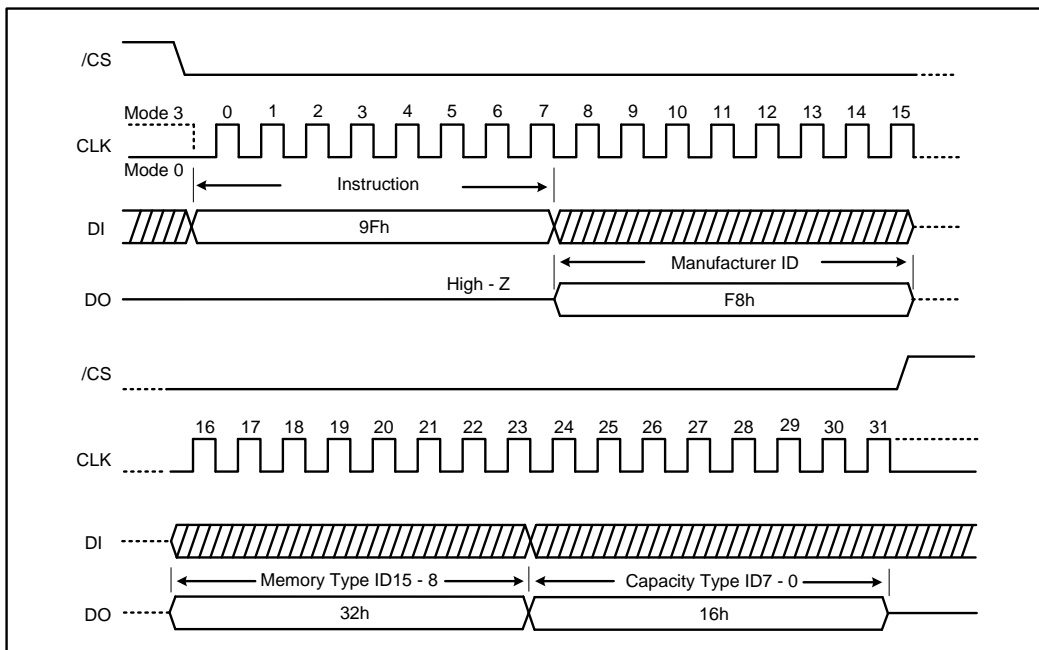 /CS
Mode 3 0 1 2 3 4 5 6 7 8 9 10 11 12 13 14 15
CLK
Mode 0
Instruction
DI 9Fh
Manufacturer ID
High - Z
DO F8h
/CS
16 17 18 19 20 21 22 23 24 25 26 27 28 29 30 31
CLK
DI
Memory Type ID15 - 8 Capacity Type ID7 - 0
DO 32h 16h